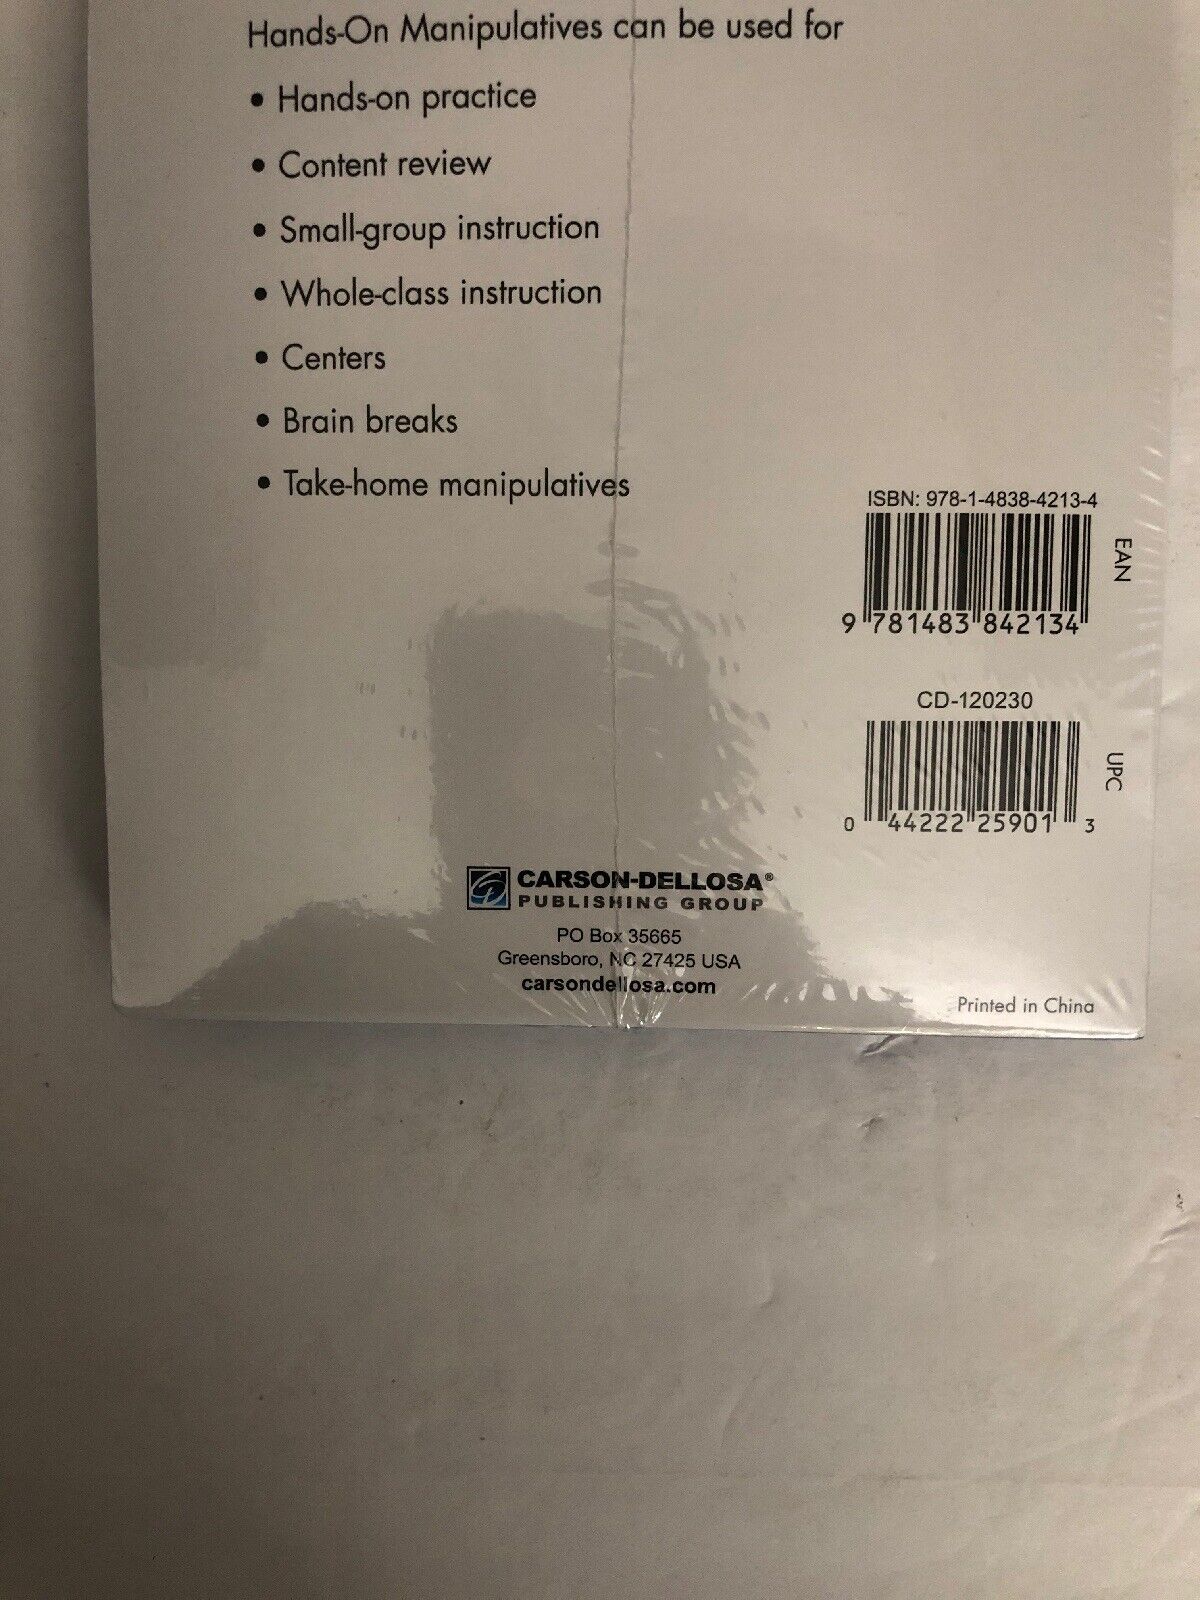 Hands-On Manipulatives can be used for
• Hands-on practice
• Content review
• Small-group instruction
• Whole-class instruction
• Centers
• Brain breaks
• Take-home manipulatives
ISBN: 978-1-4838-4213-4
EAN
9 781483 842134
CD-120230
UPC
0 44222 25901 3
CARSON-DELLOSA®
PUBLISHING GROUP
PO Box 35665
Greensboro, NC 27425 USA
carsondellosa.com
Printed in China